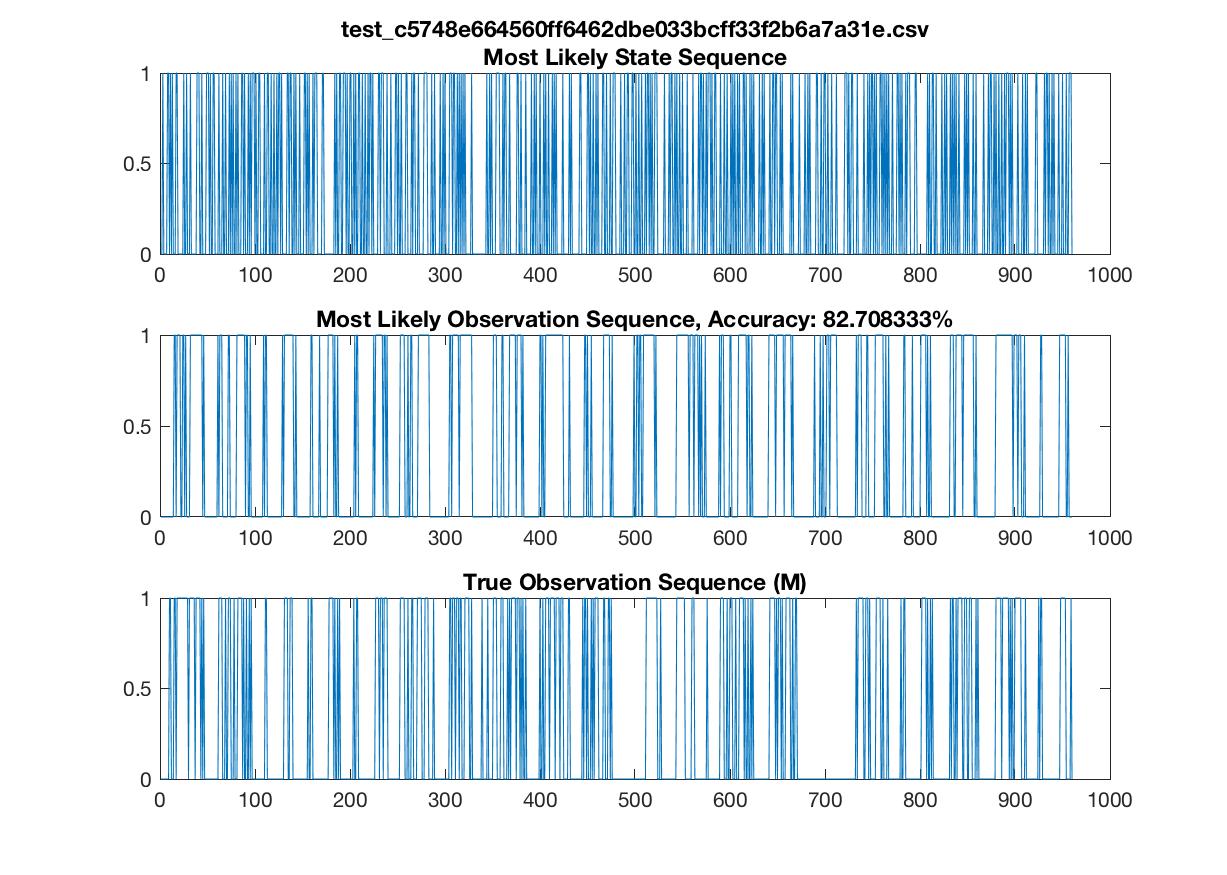 test_c5748e664560ff6462dbe033bcff33f2b6a7a31e.csv
Most Likely State Sequence
1
0.5
0
0 100 200 300 400 500 600 700 800 900 1000
Most Likely Observation Sequence, Accuracy: 82.708333%
1
0.5
0
0 100 200 300 400 500 600 700 800 900 1000
True Observation Sequence (M)
1
0.5
0
0 100 200 300 400 500 600 700 800 900 1000